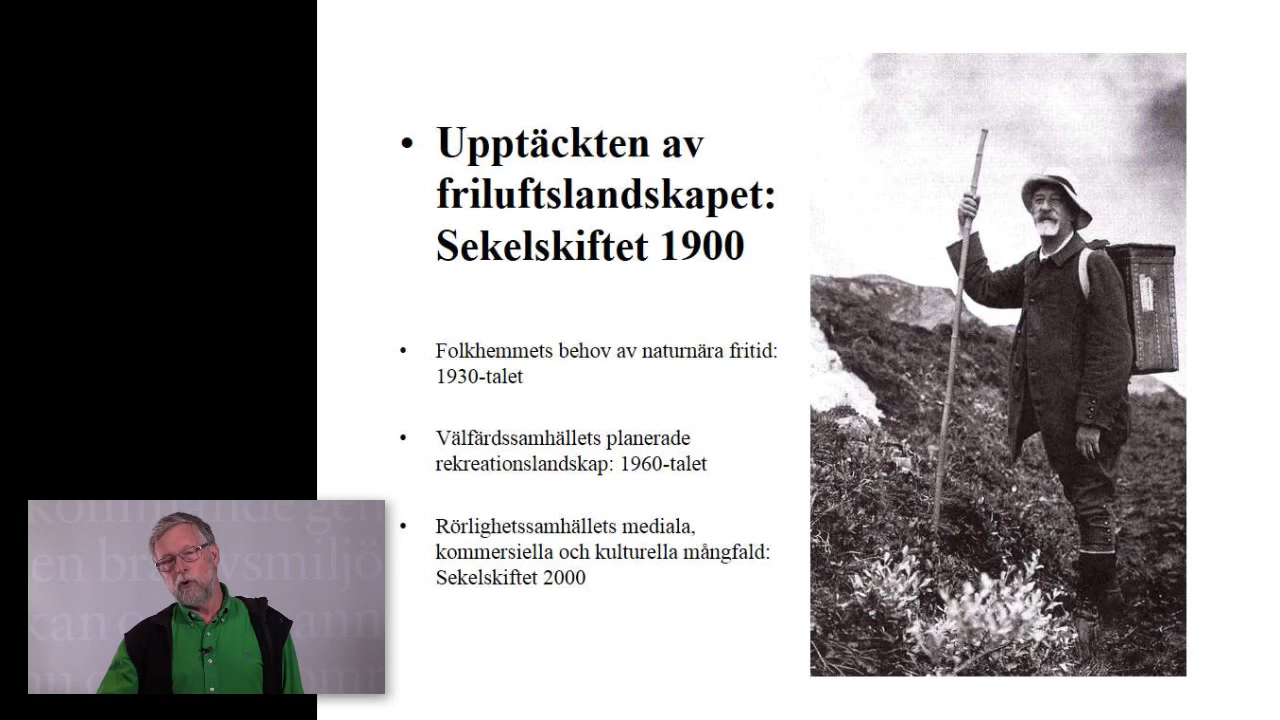 • Upptäckten av
friluftslandskapet:
Sekelskiftet 1900
• Folkhemmets behov av naturnära fritid:
1930-talet
• Välfärdssamhällets planerade
rekreationslandskap: 1960-talet
• Rörlighetssamhällets mediala,
kommersiella och kulturella mångfald:
Sekelskiftet 2000